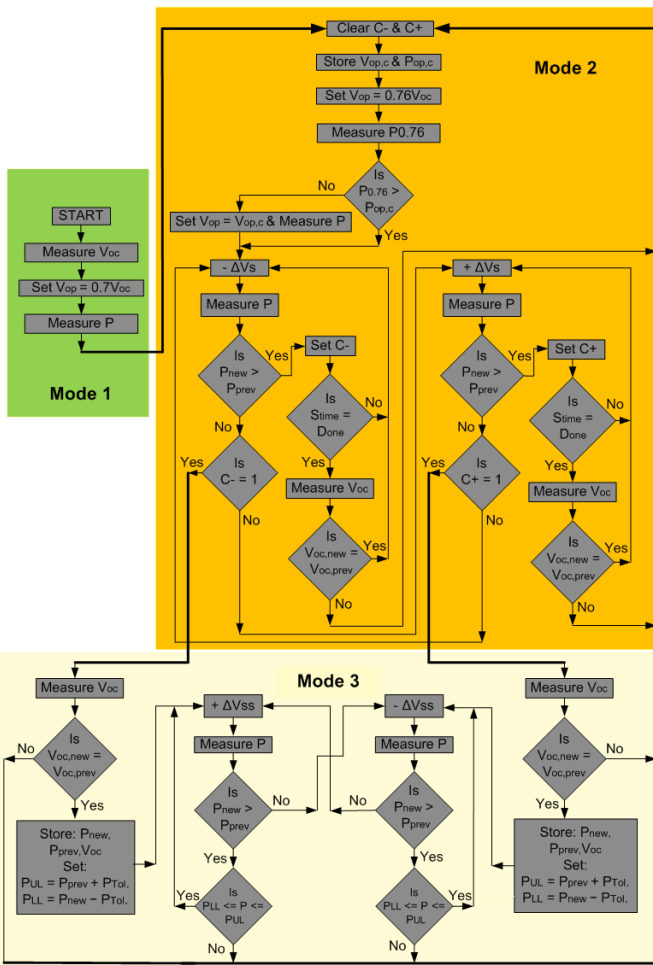 Clear C- & C+
Store Vop,c & Pop,c
Mode 2
Set Vop = 0.76Voc
Measure P0.76
Is
P0.76 >
Pop,c
No
Yes
Set Vop = Vop,c & Measure P
START
Measure Voc
Set Vop = 0.7Voc
Measure P
Mode 1
- ΔVs
Measure P
Is
Pnew >
Pprev
Yes
No
Set C-
Is
Stime =
Done
No
Yes
Is
C- = 1
Yes
No
Measure Voc
Is
Voc,new =
Voc,prev
Yes
No
+ ΔVs
Measure P
Is
Pnew >
Pprev
Yes
No
Set C+
Is
Stime =
Done
No
Yes
Is
C+ = 1
Yes
No
Measure Voc
Is
Voc,new =
Voc,prev
Yes
No
Mode 3
Measure Voc
Is
Voc,new =
Voc,prev
No
Yes
Store: Pnew,
Pprev,Voc
Set:
PUL = Pprev + PTol.
PLL = Pnew – PTol.
+ ΔVss
Measure P
Is
Pnew >
Pprev
No
Yes
Is
PLL <= P <=
PUL
Yes
No
- ΔVss
Measure P
Is
Pnew >
Pprev
No
Yes
Is
PLL <= P <=
PUL
Yes
No
Measure Voc
Is
Voc,new =
Voc,prev
No
Yes
Store: Pnew,
Pprev,Voc
Set:
PUL = Pprev + PTol.
PLL = Pnew – PTol.